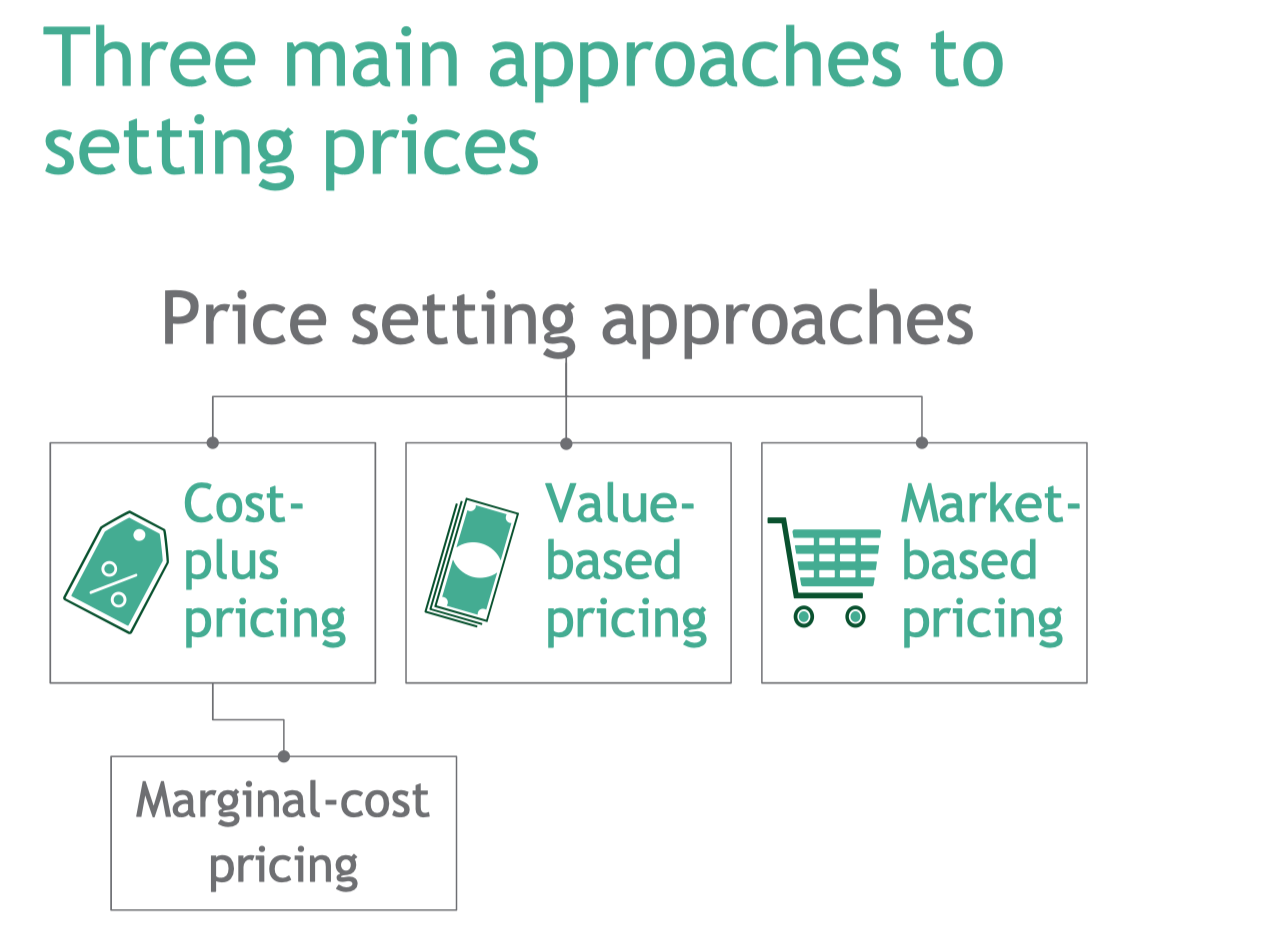 Three main approaches to
setting prices
Price setting approaches
Cost-
plus
pricing
Value-
based
pricing
Market-
based
pricing
Marginal-cost
pricing